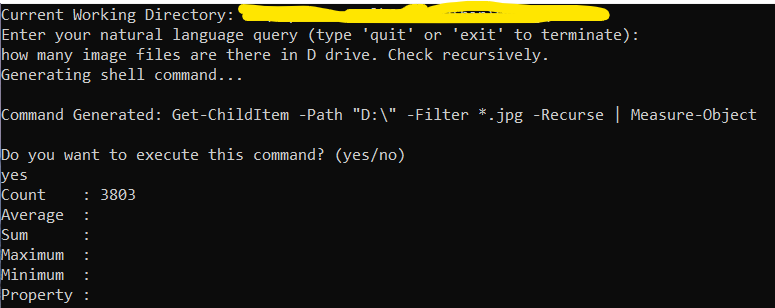 Current Working Directory:
Enter your natural language query (type 'quit' or 'exit' to terminate):
how many image files are there in D drive. Check recursively.
Generating shell command...
Command Generated: Get-ChildItem -Path "D:\" -Filter *.jpg -Recurse | Measure-Object
Do you want to execute this command? (yes/no)
yes
Count    : 3803
Average  :
Sum      :
Maximum  :
Minimum  :
Property :